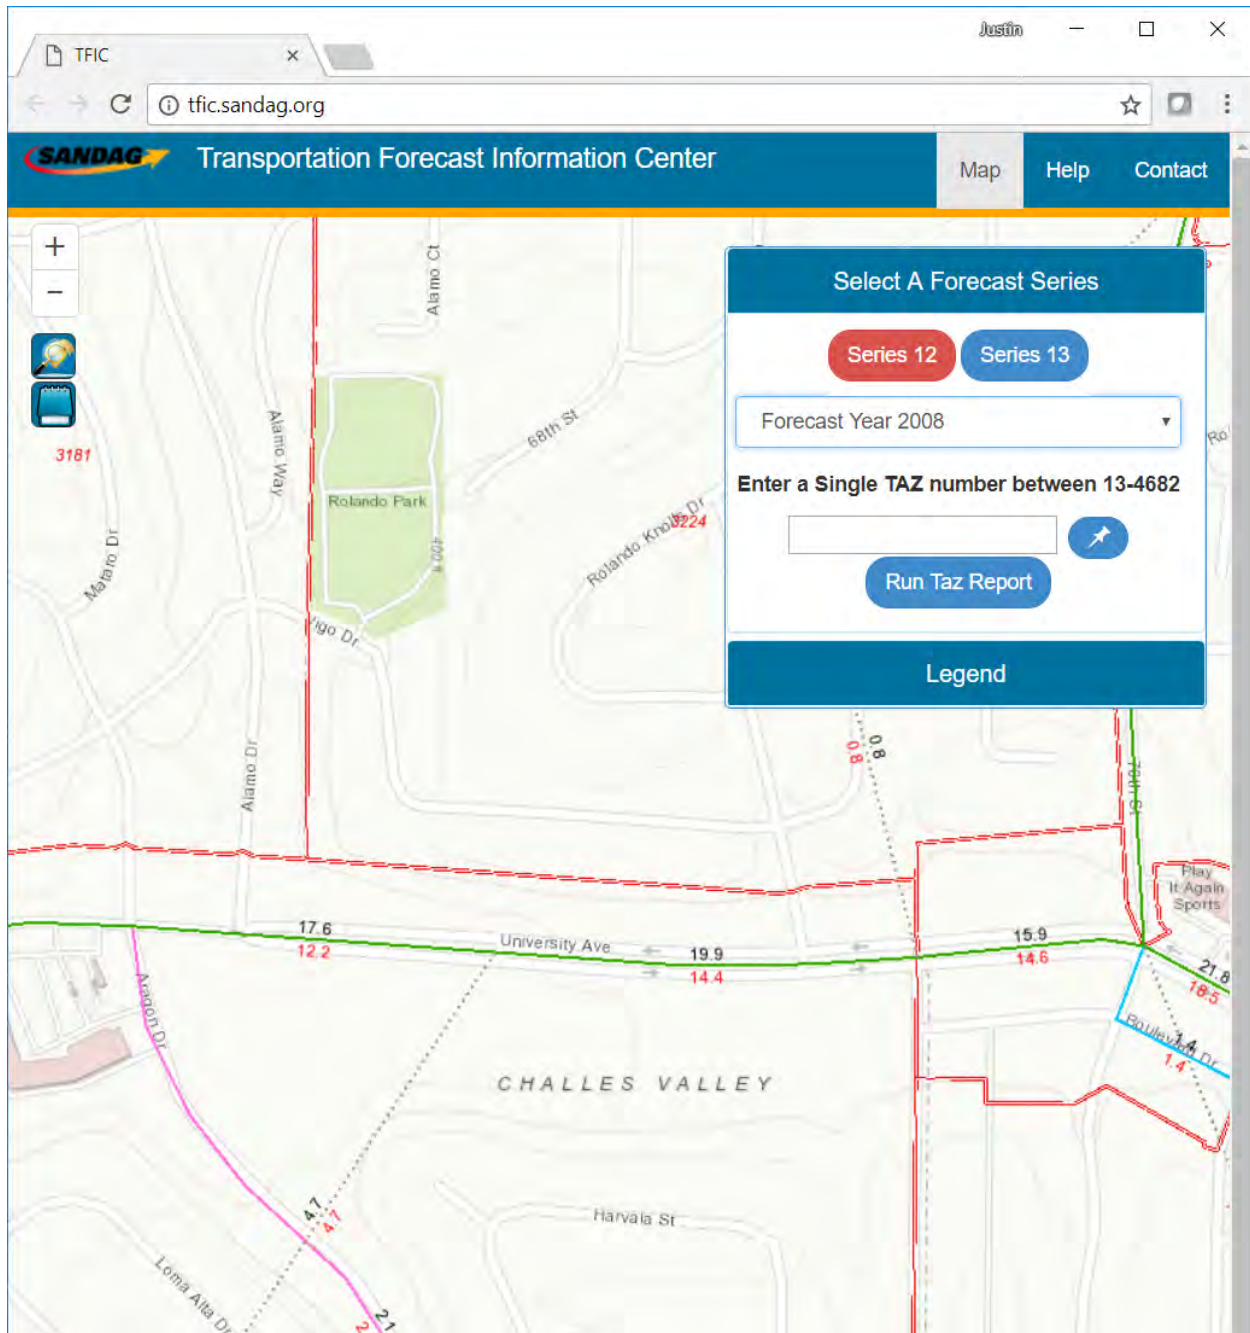 Justin
TFIC
tfic.sandag.org
SANDAG
Transportation Forecast Information Center
Map
Help
Contact
+
−
Select A Forecast Series
Series 12
Series 13
Forecast Year 2008
Enter a Single TAZ number between 13-4682
Run Taz Report
Legend
Alamo Ct
Alamo Way
68th St
3181
Rolando Park
Rolando Knolls Dr
3224
Mataro Dr
Vigo Dr
Alamo Dr
0.8
0.8
70th St
Play
It Again
Sports
17.6
12.2
University Ave
19.9
14.4
15.9
14.6
21.8
18.5
Aragon Dr
Boulevard Dr
1.4
1.4
CHALLES VALLEY
4.7
4.7
Harvala St
Loma Alta Dr
2.1